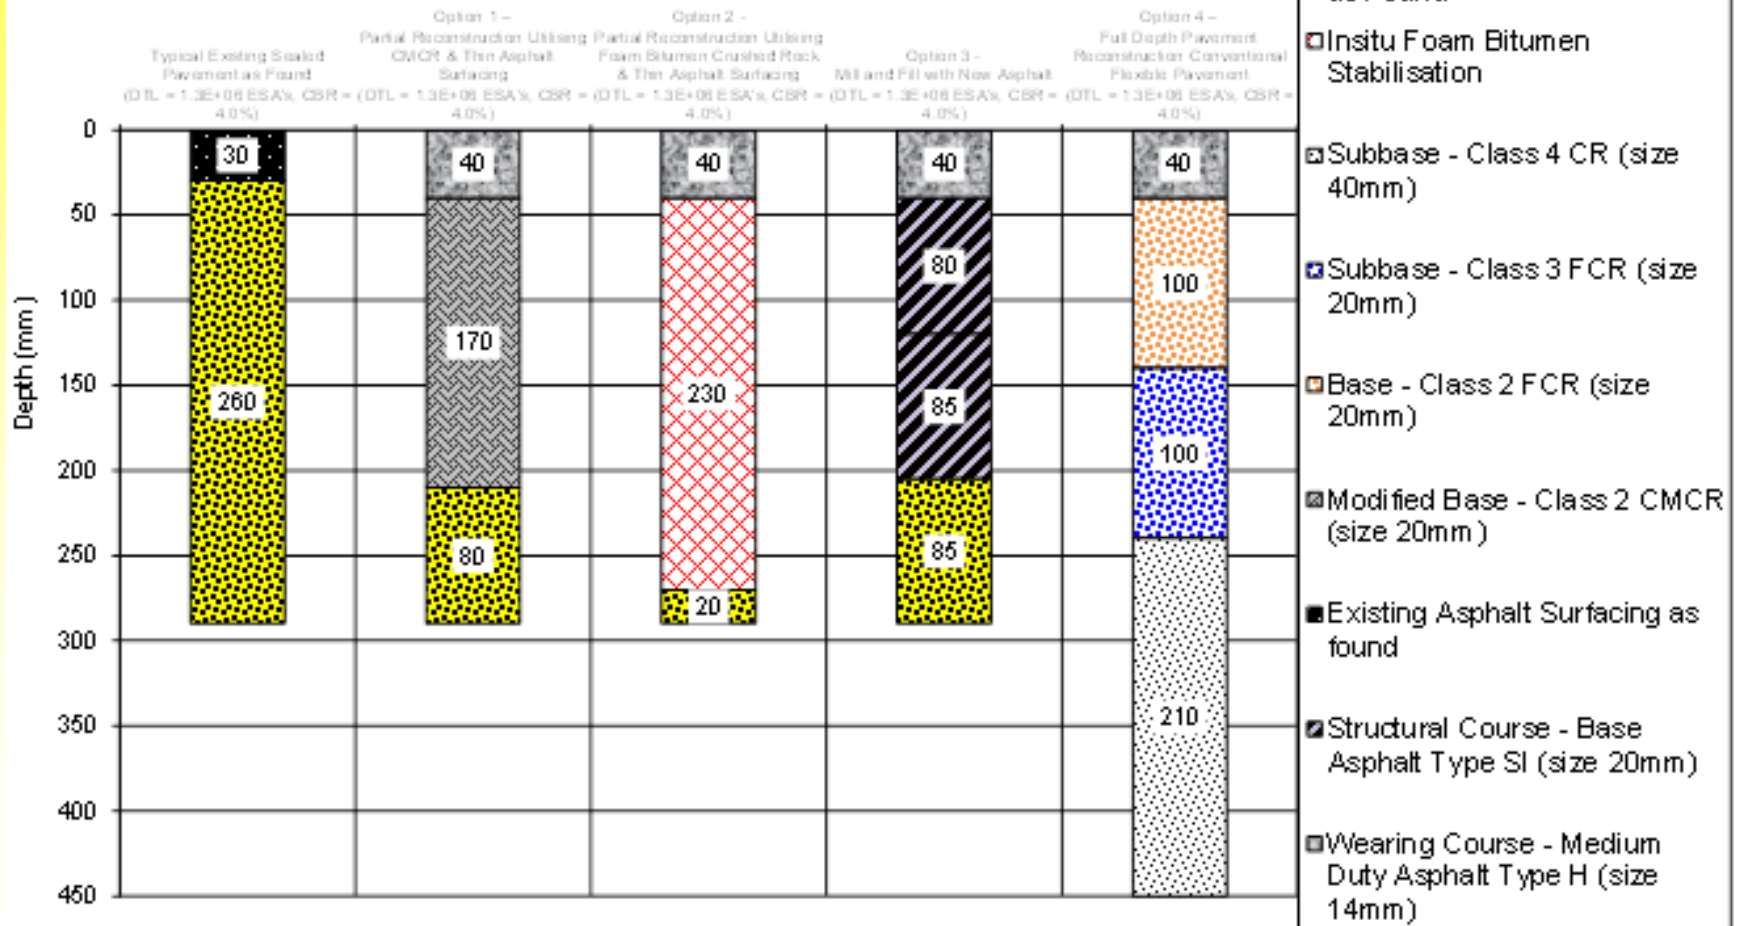 Option 1 –
Partial Reconstruction Utilising
CMCR & Thin Asphalt
Surfacing
Option 2 -
Partial Reconstruction Utilising
Foam Bitumen Crushed Rock
& Thin Asphalt Surfacing
Option 4 –
Full Depth Pavement
Reconstruction Conventional
Flexible Pavement
Typical Existing Sealed
Pavement as Found
Option 3 -
Mill and Fill with New Asphalt
(DTL = 1.3E+06 ESA's, CBR =
4.0%)
(DTL = 1.3E+06 ESA's, CBR =
4.0%)
(DTL = 1.3E+06 ESA's, CBR =
4.0%)
(DTL = 1.3E+06 ESA's, CBR =
4.0%)
(DTL = 1.3E+06 ESA's, CBR =
4.0%)
Depth (mm)
0
50
100
150
200
250
300
350
400
450
30
260
40
170
80
40
230
20
40
80
85
85
40
100
100
210
Insitu Foam Bitumen
Stabilisation
Subbase - Class 4 CR (size
40mm)
Subbase - Class 3 FCR (size
20mm)
Base - Class 2 FCR (size
20mm)
Modified Base - Class 2 CMCR
(size 20mm)
Existing Asphalt Surfacing as
found
Structural Course - Base
Asphalt Type SI (size 20mm)
Wearing Course - Medium
Duty Asphalt Type H (size
14mm)